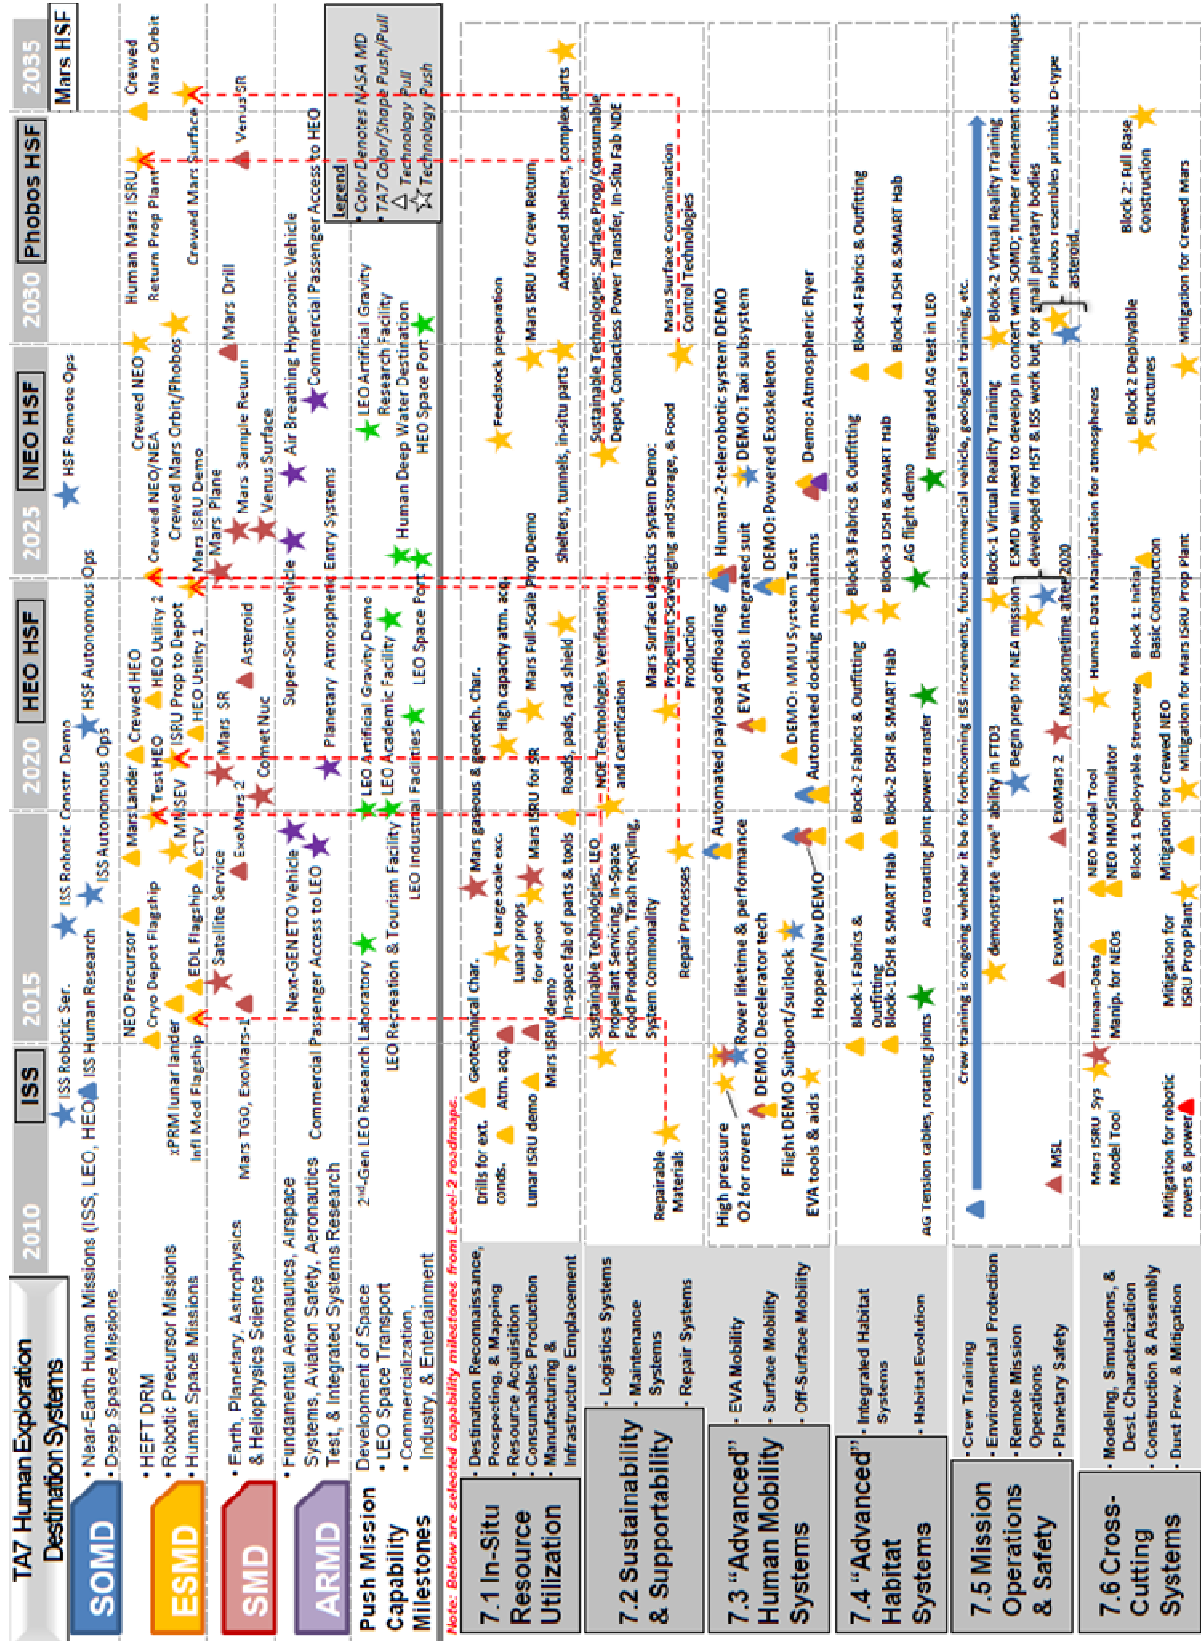 TA7 Human Exploration
Destination Systems
2010
ISS
2015
2020
HEO HSF
2025
NEO HSF
2030
Phobos HSF
2035
Mars HSF
SOMD
• Near-Earth Human Missions (ISS, LEO, HEO)
• Deep Space Missions
ISS Robotic Ser.
ISS Human Research
ISS Robotic Constr Demo
ISS Autonomous Ops
HSF Autonomous Ops
HSF Remote Ops
ESMD
• HEFT DRM
• Robotic Precursor Missions
• Human Space Missions
NEO Precursor
Cryo Depot Flagship
xPRM lunar lander
Infl Mod Flagship
EDL Flagship
CTV
Mars Lander
Crewed HEO
Test HEO
MMSEV
HEO Utility 2
ISRU Prop to Depot
HEO Utility 1
Crewed NEO
Crewed NEO/NEA
Crewed Mars Orbit/Phobos
Mars ISRU Demo
Human Mars ISRU
Return Prop Plant
Crewed Mars Surface
Crewed
Mars Orbit
SMD
• Earth, Planetary, Astrophysics
& Heliophysics Science
Mars TGO, ExoMars-1
Satellite Service
ExoMars-2
Mars SR
Comet Nuc
Asteroid
Mars Plane
Mars Sample Return
Venus Surface
Mars Drill
Venus SR
ARMD
• Fundamental Aeronautics, Airspace
Systems, Aviation Safety, Aeronautics
Test, & Integrated Systems Research
Next-GENETO Vehicle
Commercial Passenger Access to LEO
Super-Sonic Vehicle
Planetary Atmospheric Entry Systems
Air Breathing Hypersonic Vehicle
Commercial Passenger Access to HEO
Push Mission
Capability
Milestones
Development of Space
• LEO Space Transport
• Commercialization,
Industry, & Entertainment
2nd-Gen LEO Research Laboratory
LEO Recreation & Tourism Facility
LEO Artificial Gravity Demo
LEO Academic Facility
LEO Industrial Facilities
LEO Space Port
LEO Artificial Gravity
Research Facility
Human Deep Water Destination
HEO Space Port
Legend
• Color Denotes NASA MD
• TA7 Color/Shape Push/Pull
Technology Pull
Technology Push
Note: Below are selected capability milestones from Level-2 roadmaps.
7.1 In-Situ
Resource
Utilization
• Destination Reconnaissance,
Prospecting, & Mapping
• Resource Acquisition
• Consumables Production
• Manufacturing &
Infrastructure Emplacement
Drills for ext.
conds.
Geotechnical char.
Atm. acq.
Lunar ISRU demo
Mars ISRU demo
Large scale exc.
Lunar props
for depot
In-space fab of parts & tools
Mars gaseous & geotech. Char.
High capacity atm. acq.
Mars ISRU for SR
Mars Full-Scale Prop Demo
Roads, pads, rad. shield
Feedstock preparation
Mars ISRU for Crew Return
Shelters, tunnels, in-situ parts
Advanced shelters, complex parts
7.2 Sustainability
& Supportability
• Logistics Systems
• Maintenance
Systems
• Repair Systems
Repairable
Materials
Sustainable Technologies: LEO
Propellant Servicing, In-Space
Food Production, Trash recycling,
System Commonality
Repair Processes
NDE Technologies Verification
and Certification
Mars Surface Logistics System Demo:
Propellant Scavenging and Storage, & Food
Production
Sustainable Technologies: Surface Prop/consumable
Depot, Contactless Power Transfer, In-Situ Fab NDE
Mars Surface Contamination
Control Technologies
7.3 “Advanced”
Human Mobility
Systems
• EVA Mobility
• Surface Mobility
• Off-Surface Mobility
High pressure
O2 for rovers
Rover lifetime & performance
DEMO: Decelerator tech
Flight DEMO Suitport/suitlock
EVA tools & aids
Hopper/Nav DEMO
Automated payload offloading
EVA Tools Integrated suit
DEMO: MMU System Test
Automated docking mechanisms
Human-2-telerobotic system DEMO
DEMO: Taxi subsystem
DEMO: Powered Exoskeleton
Demo: Atmospheric Flyer
7.4 “Advanced”
Habitat
Systems
• Integrated Habitat
Systems
• Habitat Evolution
Block-1 Fabrics &
Outfitting
Block-1 DSH & SMART Hab
AG Tension cables, rotating joints
Block-2 Fabrics & Outfitting
Block-2 DSH & SMART Hab
AG rotating joint power transfer
Block-3 Fabrics & Outfitting
Block-3 DSH & SMART Hab
AG flight demo
Block-4 Fabrics & Outfitting
Block-4 DSH & SMART Hab
Integrated AG test in LEO
7.5 Mission
Operations
& Safety
• Crew Training
• Environmental Protection
• Remote Mission
Operations
• Planetary Safety
Crew training is ongoing whether it be for forthcoming ISS increments, future commercial vehicle, geological training, etc.
demonstrate "cave" ability in FTD3
Block-1 Virtual Reality Training
Block-2 Virtual Reality Training
Begin prep for NEA mission
ESMD will need to develop in concert with SOMD; further refinement of techniques
developed for HST & ISS work but, for small planetary bodies
MSL
ExoMars 1
ExoMars 2
MSR sometime after 2020
Phobos resembles primitive D-type
asteroid.
7.6 Cross-
Cutting
Systems
• Modeling, Simulations, &
Dest. Characterization
• Construction & Assembly
• Dust Prev. & Mitigation
Mars ISRU Sys
Model Tool
Human-Data
Manip. for NEOs
NEO Model Tool
NEO HMU Simulator
Human-Data Manipulation for atmospheres
Block 1 Deployable Structures
Block 1: Initial
Basic Construction
Block 2 Deployable
Structures
Block 2: Full Base
Construction
Mitigation for robotic
rowers & power
Mitigation for
ISRU Prop Plant
Mitigation for Crewed NEO
Mitigation for Mars ISRU Prop Plant
Mitigation for Crewed Mars